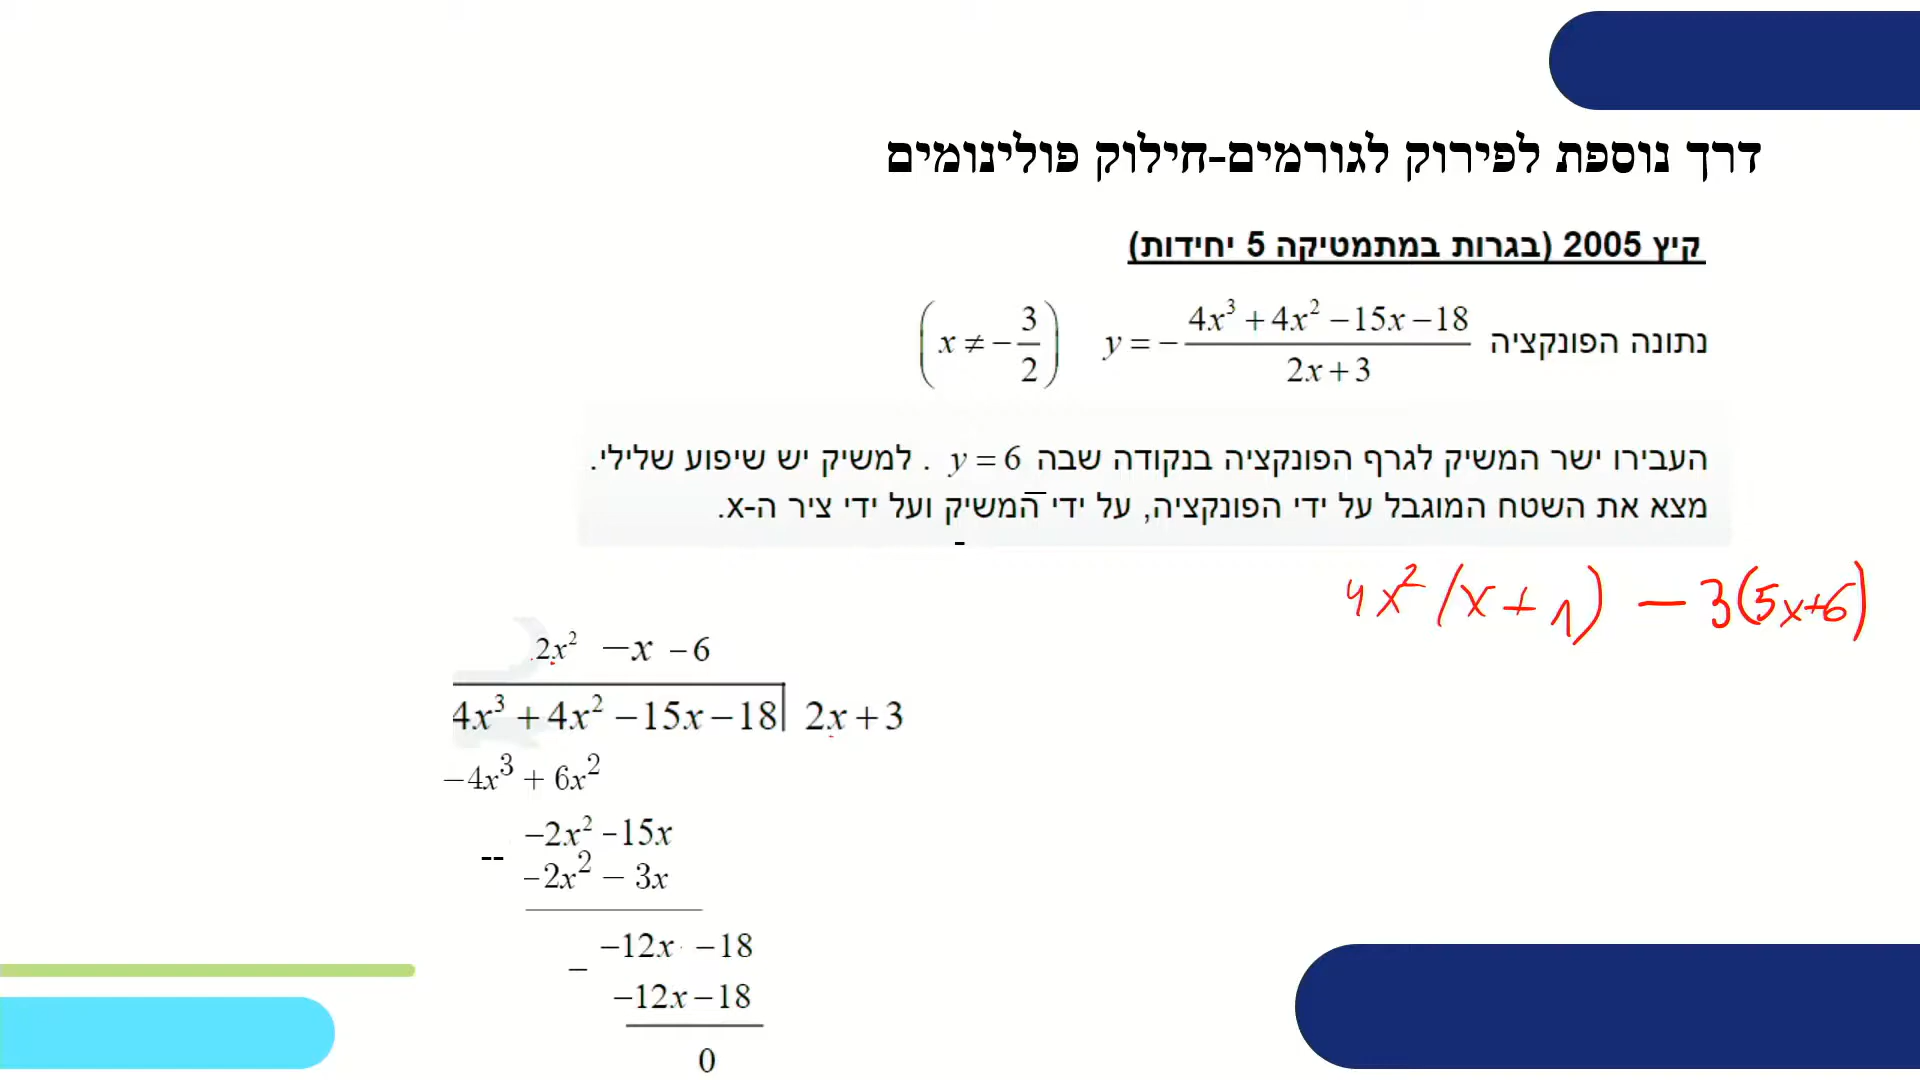 דרך נוספת לפירוק לגורמים-חילוק פולינומים
קיץ 2005 (בגרות במתמטיקה 5 יחידות)
נתונה הפונקציה y = −(4x³ + 4x² − 15x − 18)/(2x + 3) (x ≠ −3/2)
העבירו ישר המשיק לגרף הפונקציה בנקודה שבה y = 6 . למשיק יש שיפוע שלילי.
מצא את השטח המוגבל על ידי הפונקציה, על ידי המשיק ועל ידי ציר ה-x.
4x² (x + 1) − 3(5x+6)
2x² − x − 6
4x³ + 4x² − 15x − 18 | 2x + 3
−4x³ + 6x²
−2x² − 15x
-- −2x² − 3x
−12x − 18
− −12x − 18
0